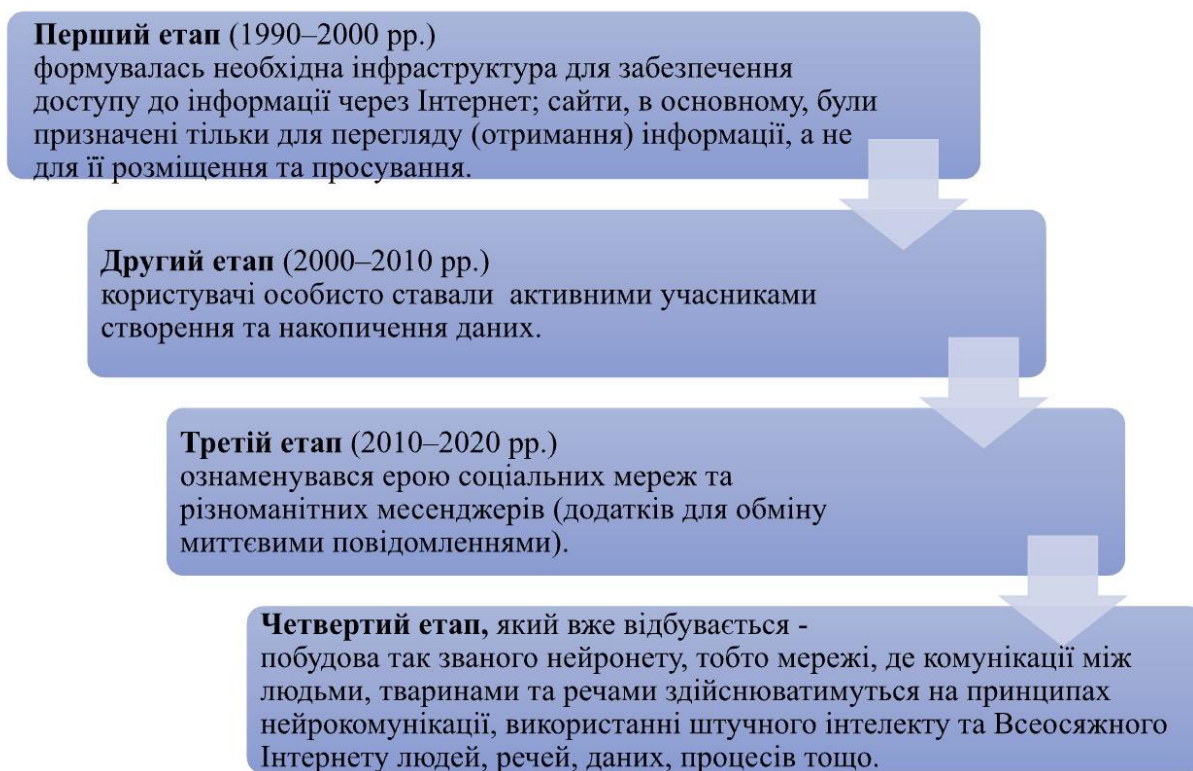 Перший етап (1990–2000 рр.)
формувалась необхідна інфраструктура для забезпечення
доступу до інформації через Інтернет; сайти, в основному, були
призначені тільки для перегляду (отримання) інформації, а не
для її розміщення та просування.
Другий етап (2000–2010 рр.)
користувачі особисто ставали активними учасниками
створення та накопичення даних.
Третій етап (2010–2020 рр.)
ознаменувався ерою соціальних мереж та
різноманітних месенджерів (додатків для обміну
миттєвими повідомленнями).
Четвертий етап, який вже відбувається -
побудова так званого нейронету, тобто мережі, де комунікації між
людьми, тваринами та речами здійснюватимуться на принципах
нейрокомунікації, використанні штучного інтелекту та Всеосяжного
Інтернету людей, речей, даних, процесів тощо.